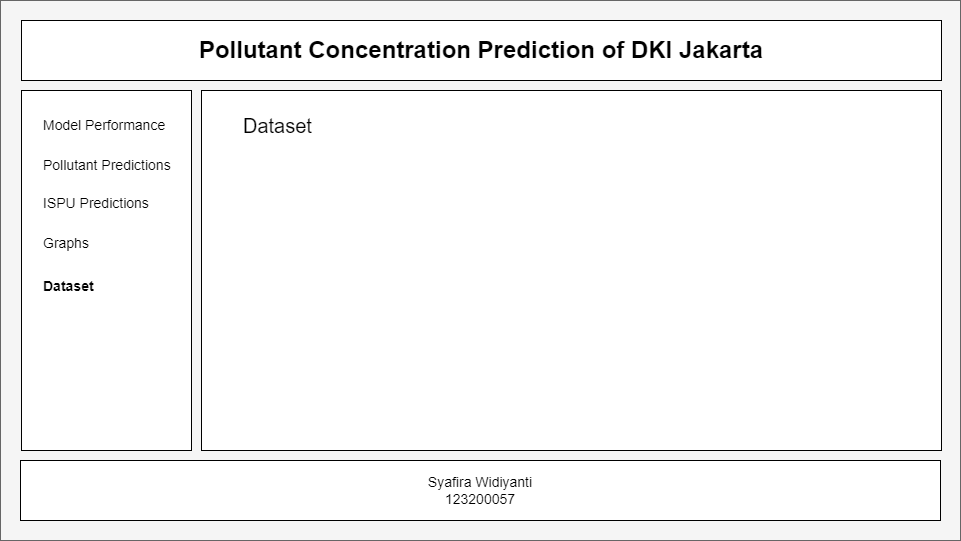 Pollutant Concentration Prediction of DKI Jakarta
Model Performance
Pollutant Predictions
ISPU Predictions
Graphs
Dataset
Dataset
Syafira Widiyanti
123200057